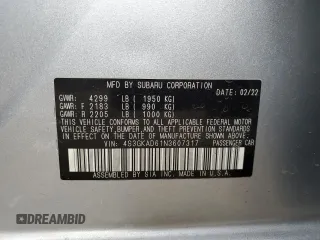 MFD BY SUBARU CORPORATION
DATE: 02/22
GVWR: 4299 LB ( 1950 KG)
GAWR: F 2183 LB ( 990 KG)
GAWR: R 2205 LB ( 1000 KG)
THIS VEHICLE CONFORMS TO ALL APPLICABLE FEDERAL MOTOR
VEHICLE SAFETY, BUMPER, AND THEFT PREVENTION STANDARDS
IN EFFECT ON THE DATE OF MANUFACTURE SHOWN ABOVE.
VIN: 4S3GKAD61N3607317
PASSENGER CAR
ASSEMBLED BY SIA INC. MADE IN U.S.A.
DREAMBID